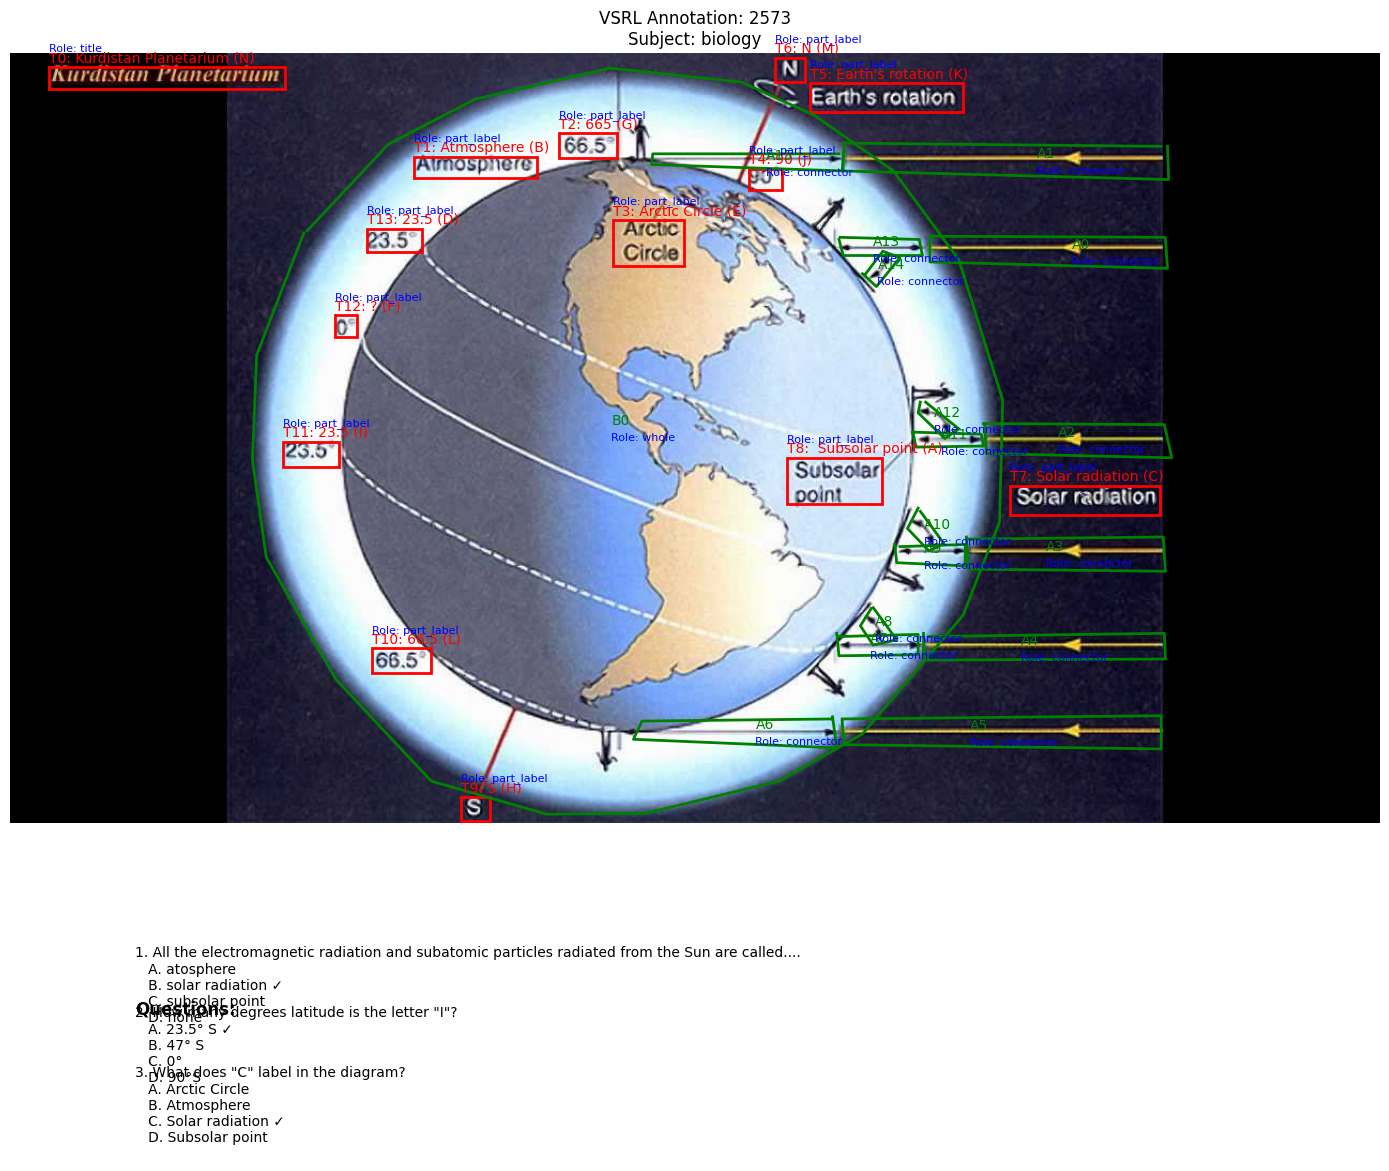 VSRL Annotation: 2573
Subject: biology
Role: title
T0: Kurdistan Planetarium (N)
Kurdistan Planetarium
Role: part_label
T6: N (M)
N
Role: part_label
T5: Earth's rotation (K)
Earth's rotation
Role: part_label
T2: 665 (G)
66.5°
Role: part_label
T1: Atmosphere (B)
Atmosphere
Role: part_label
T4: 90 (J)
90°
Role: connector
A1
Role: connector
Role: part_label
T3: Arctic Circle (E)
Arctic
Circle
Role: part_label
T13: 23.5 (D)
23.5°
A13
Role: connector
A14
Role: connector
A0
Role: connector
Role: part_label
T12: ? (F)
0°
B0
Role: whole
A12
Role: connector
A11
Role: connector
A2
Role: connector
Role: part_label
T11: 23.5 (I)
23.5°
Role: part_label
T8: Subsolar point (A)
Subsolar
point
Role: part_label
T7: Solar radiation (C)
Solar radiation
A10
Role: connector
A9
Role: connector
A3
Role: connector
A8
Role: connector
Role: connector
A4
Role: connector
Role: part_label
T10: 66.5 (L)
66.5°
A6
Role: connector
A5
Role: connector
Role: part_label
T9: S (H)
S
1. All the electromagnetic radiation and subatomic particles radiated from the Sun are called....
A. atosphere
B. solar radiation ✓
C. subsolar point
D. none
Questions:
2. How many degrees latitude is the letter "I"?
A. 23.5° S ✓
B. 47° S
C. 0°
D. 90°S
3. What does "C" label in the diagram?
A. Arctic Circle
B. Atmosphere
C. Solar radiation ✓
D. Subsolar point